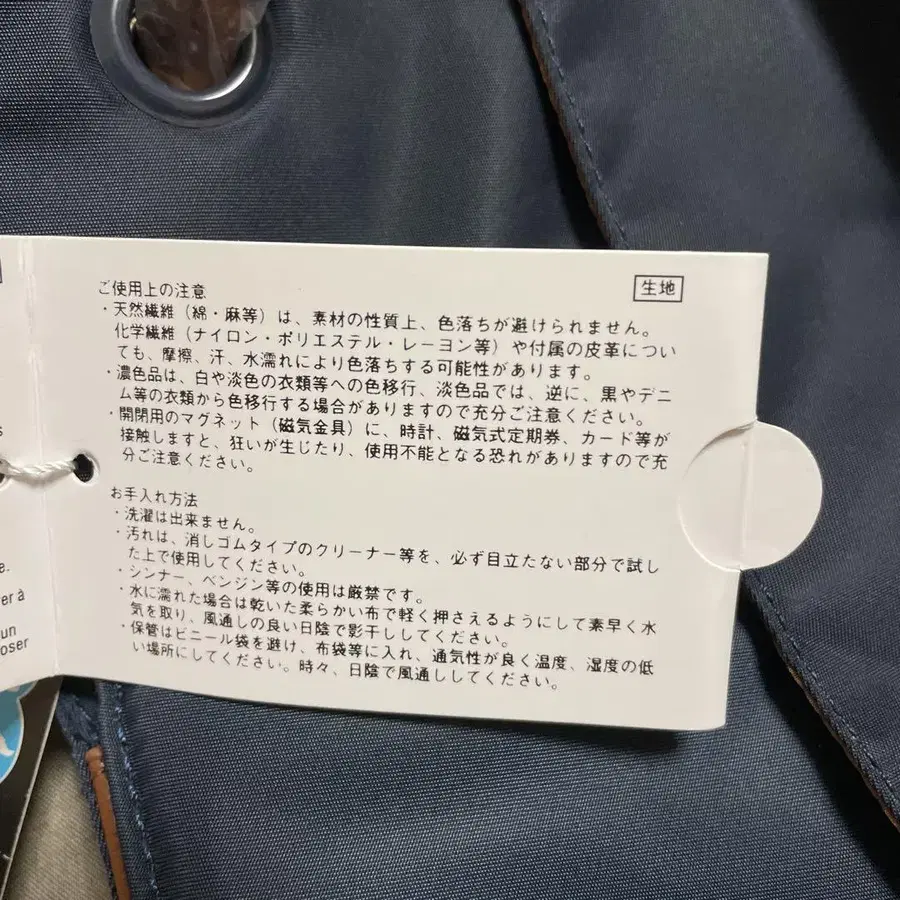 生地
ご使用上の注意
・天然繊維（綿・麻等）は、素材の性質上、色落ちが避けられません。
化学繊維（ナイロン・ポリエステル・レーヨン等）や付属の皮革につい
ても、摩擦、汗、水濡れにより色落ちする可能性があります。
・濃色品は、白や淡色の衣類等への色移行、淡色品では、逆に、黒やデニ
ム等の衣類から色移行する場合がありますので充分ご注意ください。
・開閉用のマグネット（磁気金具）に、時計、磁気式定期券、カード等が
接触しますと、狂いが生じたり、使用不能となる恐れがありますので充
分ご注意ください。
お手入れ方法
・洗濯は出来ません。
・汚れは、消しゴムタイプのクリーナー等を、必ず目立たない部分で試し
た上で使用してください。
・シンナー、ベンジン等の使用は厳禁です。
・水に濡れた場合は乾いた柔らかい布で軽く押さえるようにして素早く水
気を取り、風通しの良い日陰で影干ししてください。
・保管はビニール袋を避け、布袋等に入れ、通気性が良く温度、湿度の低
い場所にしてください。時々、日陰で風通ししてください。
s
e.
ver à
un
oser